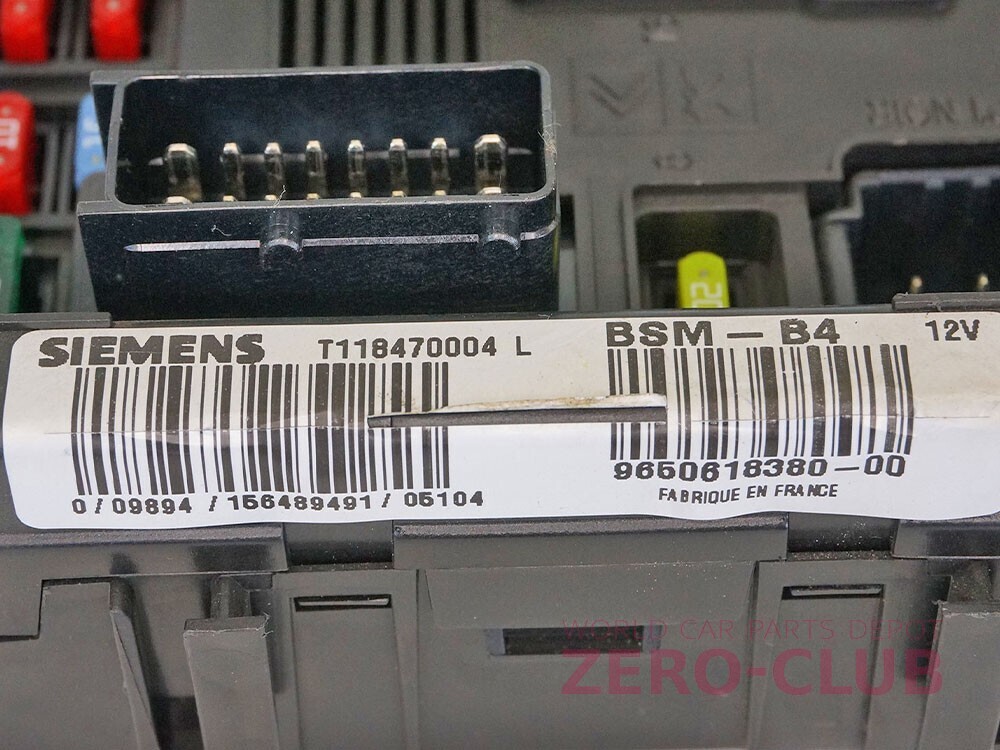 SIEMENS T118470004 L
BSM-B4 12V
0/09894/156489491/05104
9650618380-00
FABRIQUE EN FRANCE
WORLD CAR PARTS DEPOT
ZERO-CLUB